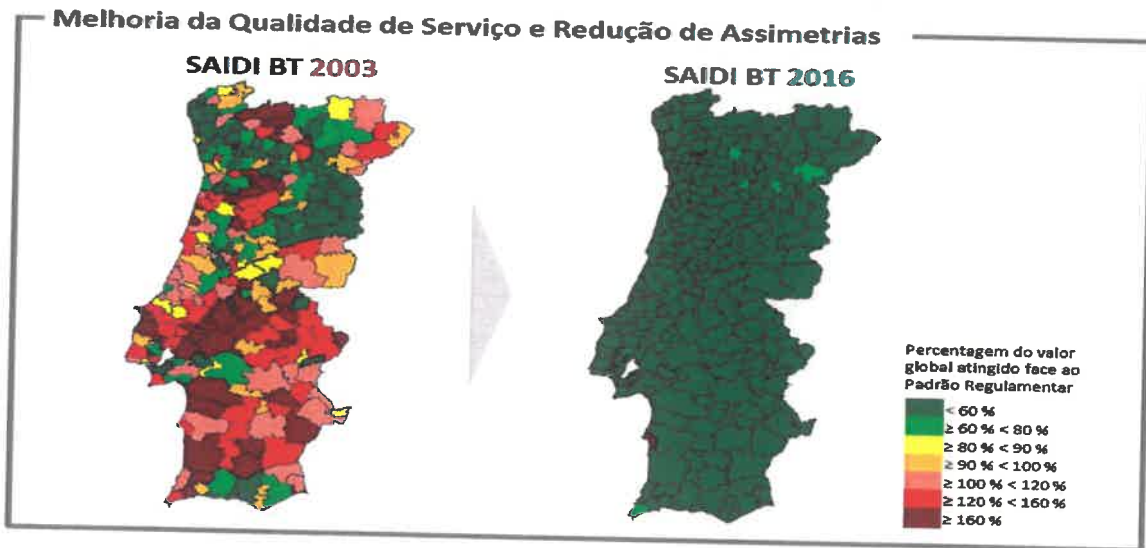 Melhoria da Qualidade de Serviço e Redução de Assimetrias
SAIDI BT 2003
SAIDI BT 2016
Percentagem do valor
global atingido face ao
Padrão Regulamentar
< 60 %
≥ 60 % < 80 %
≥ 80 % < 90 %
≥ 90 % < 100 %
≥ 100 % < 120 %
≥ 120 % < 160 %
≥ 160 %